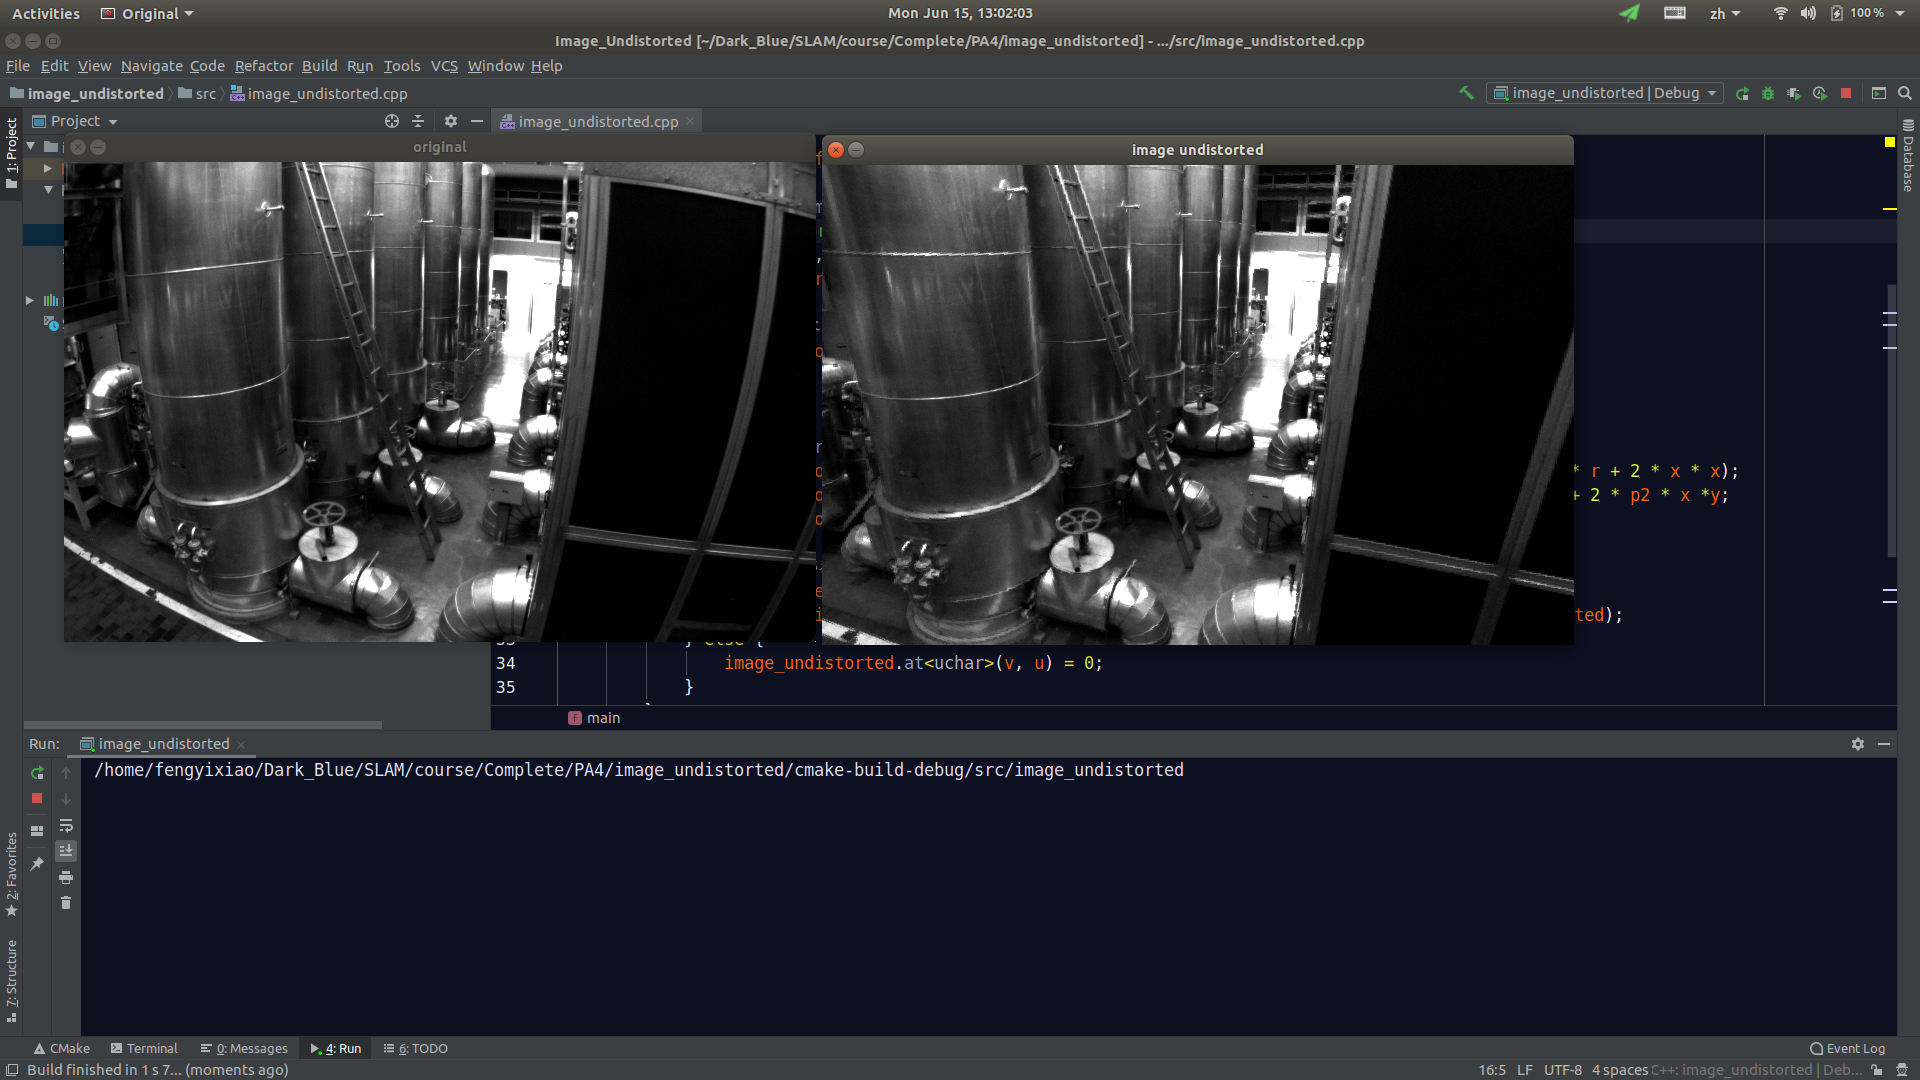 Activities Original Mon Jun 15, 13:02:03 zh 100 %
Image_Undistorted [~/Dark_Blue/SLAM/course/Complete/PA4/image_undistorted] - .../src/image_undistorted.cpp
File Edit View Navigate Code Refactor Build Run Tools VCS Window Help
image_undistorted src image_undistorted.cpp image_undistorted | Debug
1: Project
Project image_undistorted.cpp
Database
original
image undistorted
* r + 2 * x * x);
+ 2 * p2 * x *y;
ted);
34 image_undistorted.at<uchar>(v, u) = 0;
35 }
main
Run: image_undistorted
/home/fengyixiao/Dark_Blue/SLAM/course/Complete/PA4/image_undistorted/cmake-build-debug/src/image_undistorted
2: Favorites
7: Structure
CMake Terminal 0: Messages 4: Run 6: TODO Event Log
Build finished in 1 s 7... (moments ago) 16:5 LF UTF-8 4 spaces C++: image_undistorted | Deb...